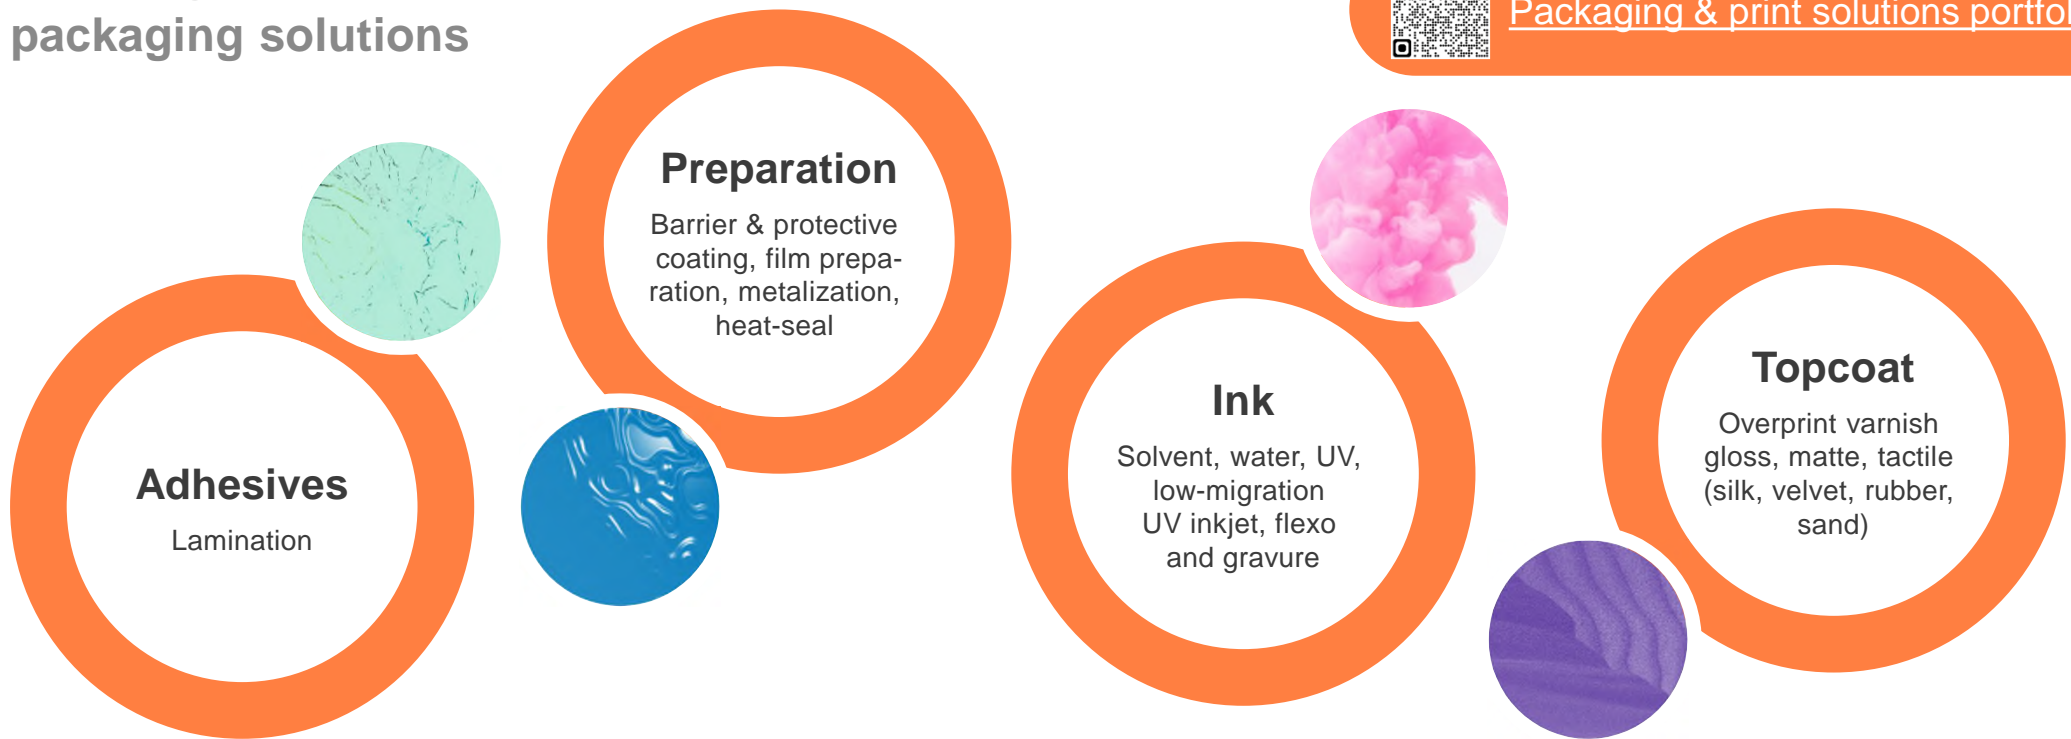 packaging solutions
Packaging & print solutions
Adhesives
Lamination
Preparation
Barrier & protective
coating, film prepa-
ration, metalization,
heat-seal
Ink
Solvent, water, UV,
low-migration
UV inkjet, flexo
and gravure
Topcoat
Overprint varnish
gloss, matte, tactile
(silk, velvet, rubber,
sand)